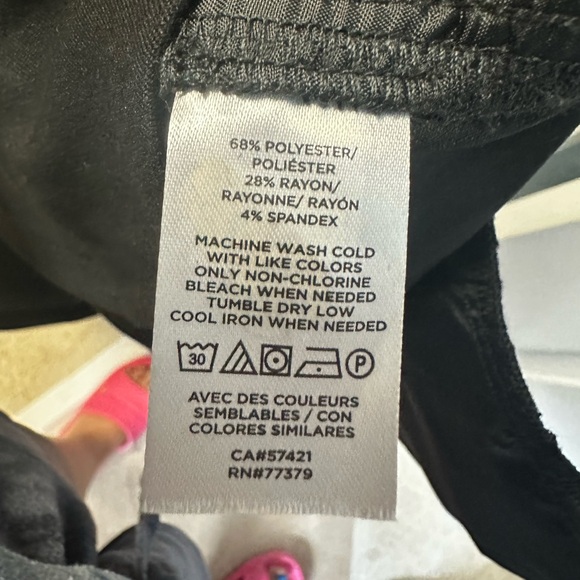 68% POLYESTER/
POLIÉSTER
28% RAYON/
RAYONNE/ RAYÓN
4% SPANDEX
MACHINE WASH COLD
WITH LIKE COLORS
ONLY NON-CHLORINE
BLEACH WHEN NEEDED
TUMBLE DRY LOW
COOL IRON WHEN NEEDED
30 P
AVEC DES COULEURS
SEMBLABLES / CON
COLORES SIMILARES
CA#57421
RN#77379